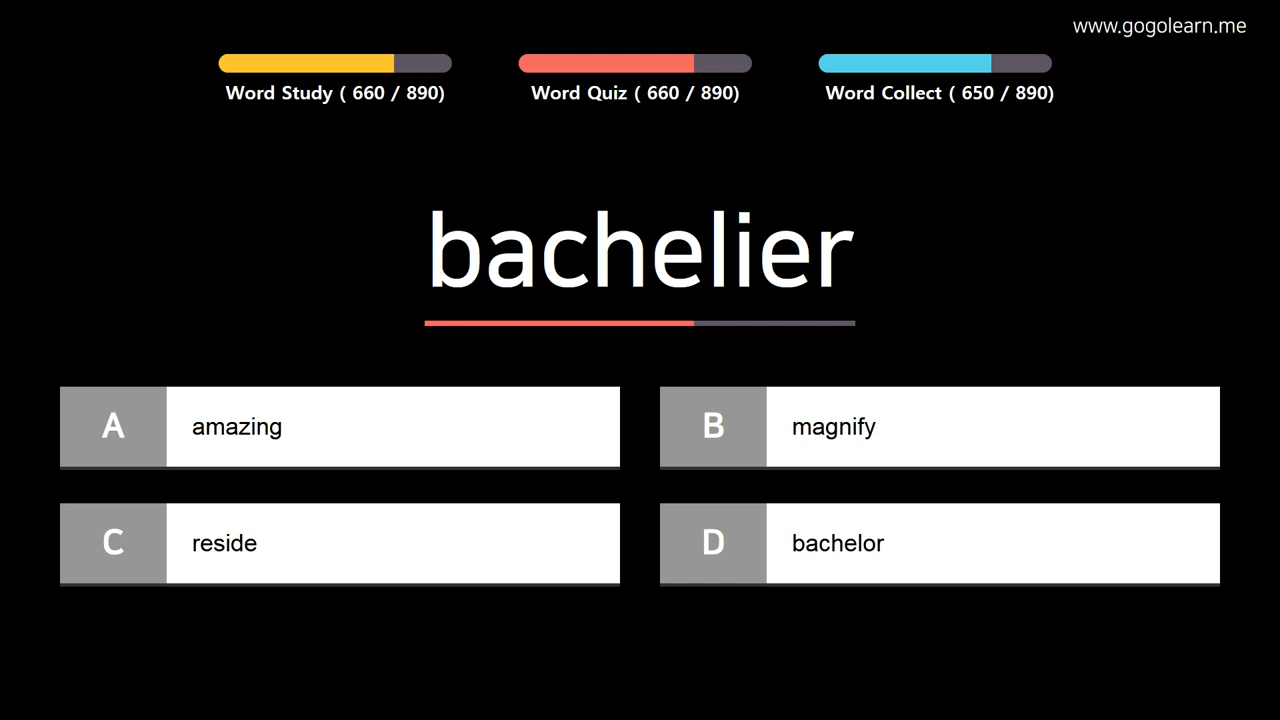 www.gogolearn.me
Word Study ( 660 / 890)
Word Quiz ( 660 / 890)
Word Collect ( 650 / 890)
bachelier
A amazing
B magnify
C reside
D bachelor